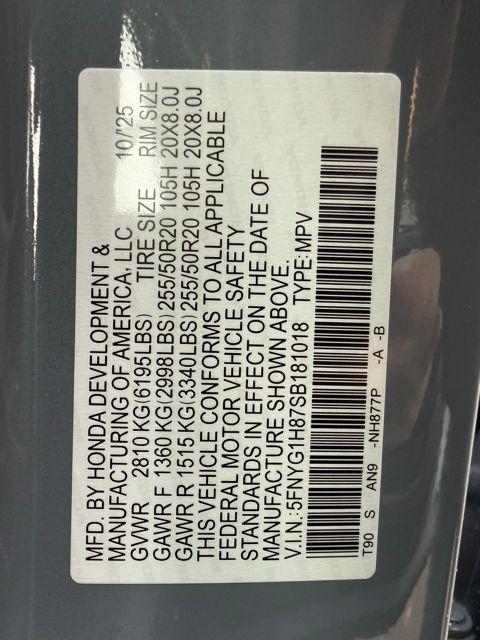 MFD. BY HONDA DEVELOPMENT &
MANUFACTURING OF AMERICA, LLC 10/'25
GVWR 2810 KG(6195LBS) TIRE SIZE RIM SIZE
GAWR F 1360 KG(2998LBS) 255/50R20 105H 20X8.0J
GAWR R 1515 KG(3340LBS) 255/50R20 105H 20X8.0J
THIS VEHICLE CONFORMS TO ALL APPLICABLE
FEDERAL MOTOR VEHICLE SAFETY
STANDARDS IN EFFECT ON THE DATE OF
MANUFACTURE SHOWN ABOVE.
V.I.N.:5FNYG1H87SB181018 TYPE:MPV
T90 S AN9 -NH877P -A -B